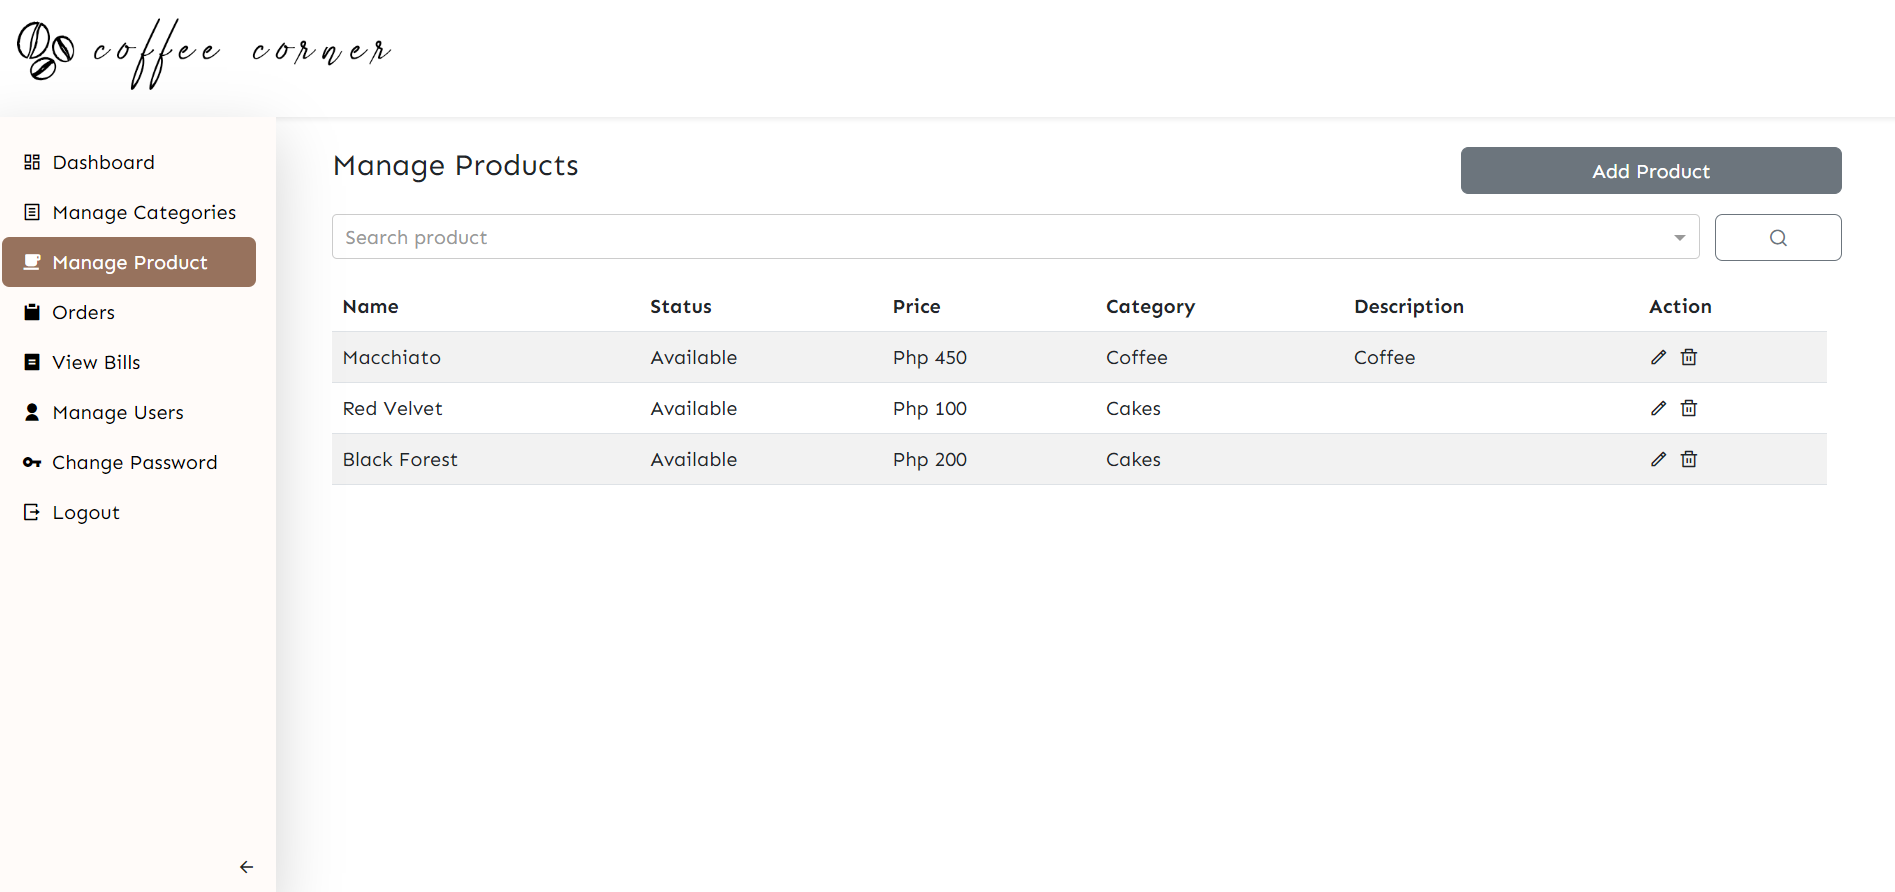 coffee corner
Dashboard
Manage Categories
Manage Product
Orders
View Bills
Manage Users
Change Password
Logout
Manage Products
Add Product
Search product
Name Status Price Category Description Action
Macchiato Available Php 450 Coffee Coffee
Red Velvet Available Php 100 Cakes
Black Forest Available Php 200 Cakes